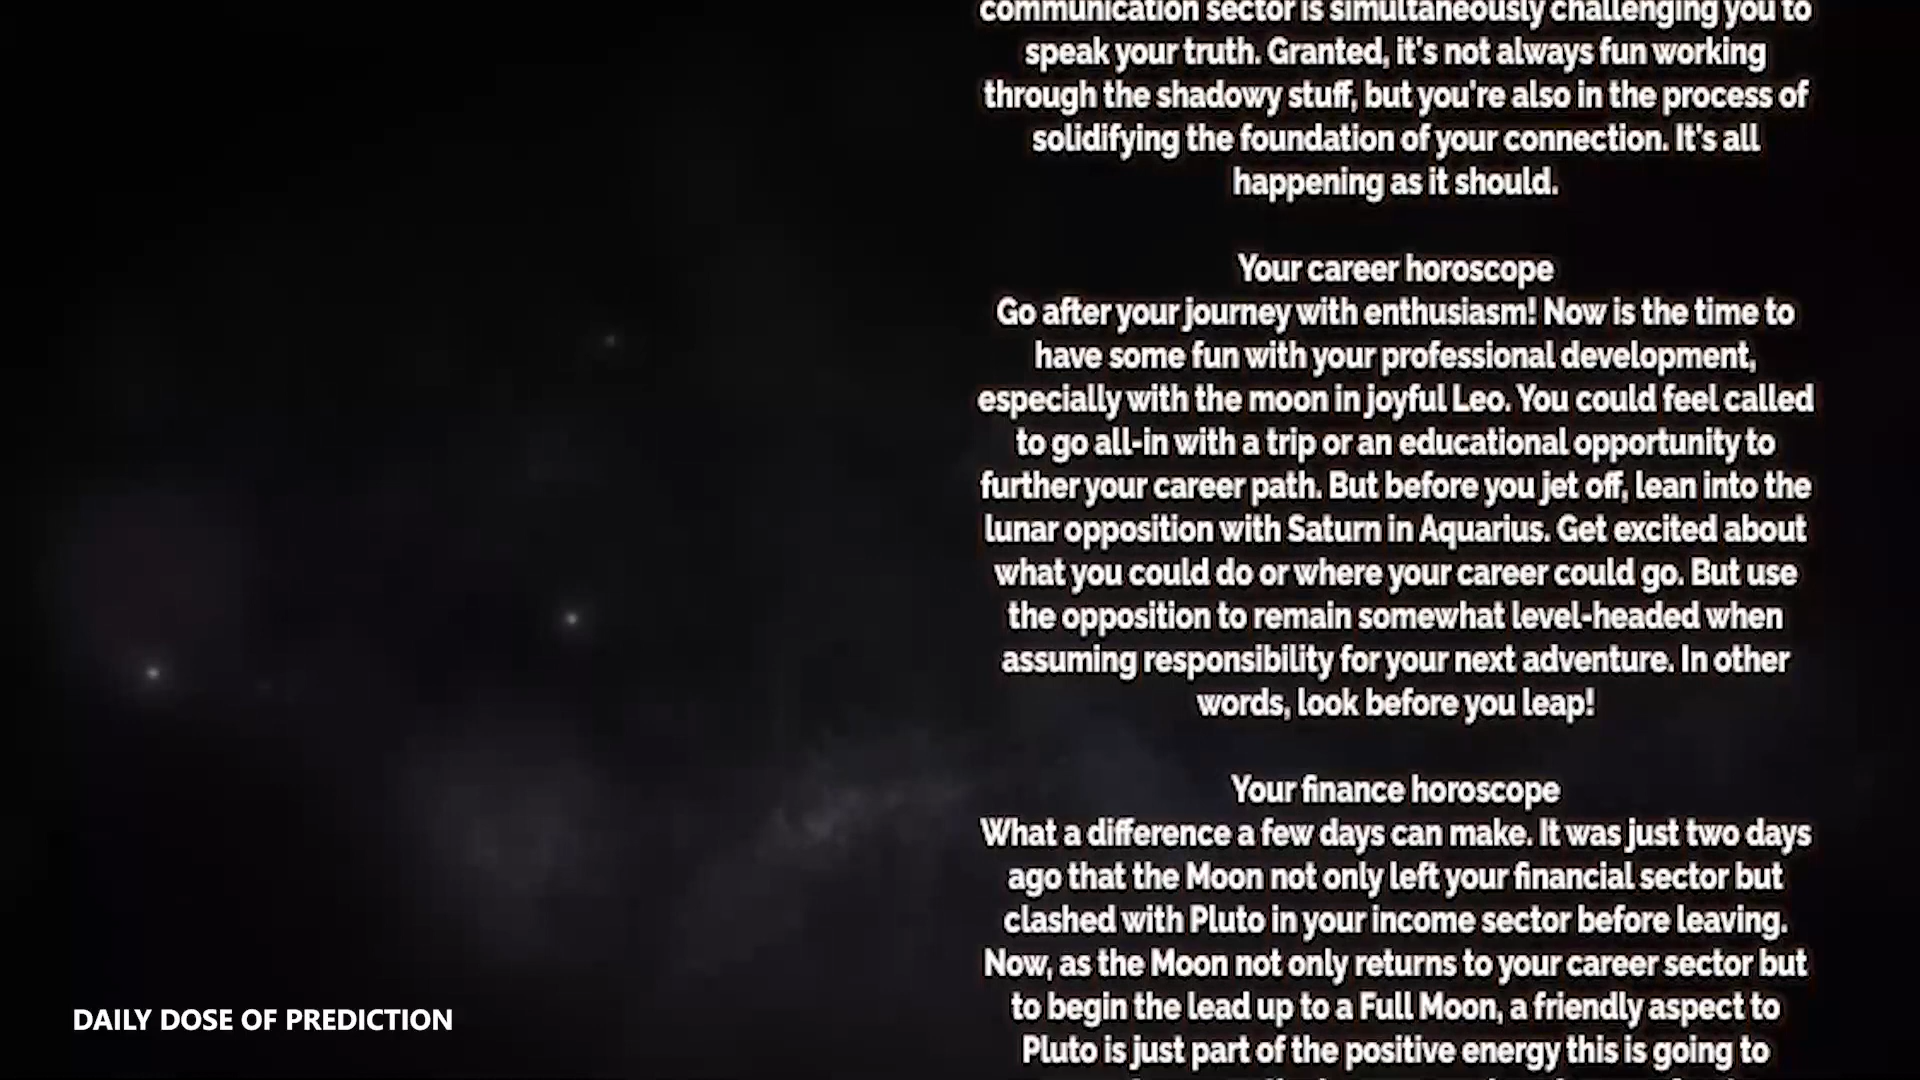 communication sector is simultaneously challenging you to
speak your truth. Granted, it's not always fun working
through the shadowy stuff, but you're also in the process of
solidifying the foundation of your connection. It's all
happening as it should.
Your career horoscope
Go after your journey with enthusiasm! Now is the time to
have some fun with your professional development,
especially with the moon in joyful Leo. You could feel called
to go all-in with a trip or an educational opportunity to
further your career path. But before you jet off, lean into the
lunar opposition with Saturn in Aquarius. Get excited about
what you could do or where your career could go. But use
the opposition to remain somewhat level-headed when
assuming responsibility for your next adventure. In other
words, look before you leap!
Your finance horoscope
What a difference a few days can make. It was just two days
ago that the Moon not only left your financial sector but
clashed with Pluto in your income sector before leaving.
Now, as the Moon not only returns to your career sector but
to begin the lead up to a Full Moon, a friendly aspect to
Pluto is just part of the positive energy this is going to
DAILY DOSE OF PREDICTION